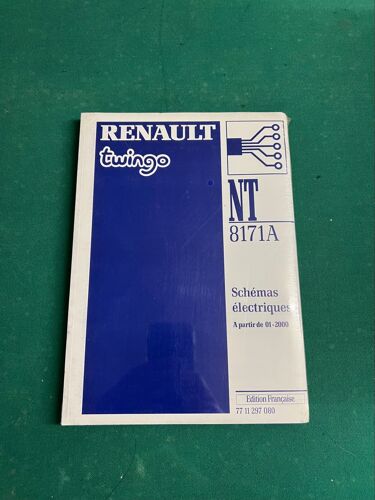 RENAULT
twingo
NT
8171A
Schémas
électriques
A partir de 01-2000
Edition Française
77 11 297 080